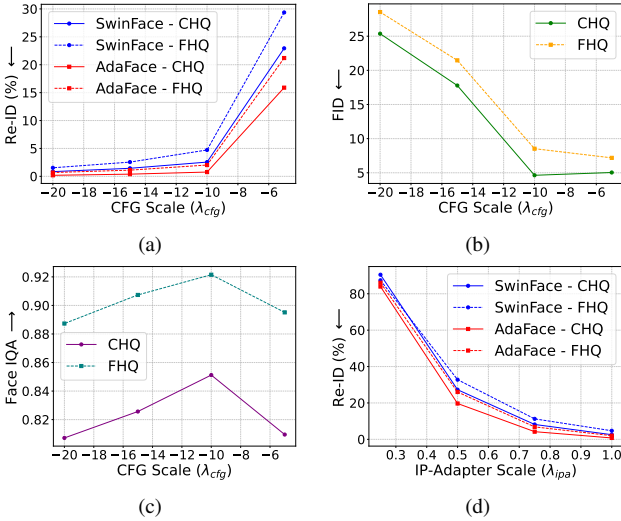 30
25
20
15
10
5
0
Re-ID (%) ←
SwinFace - CHQ
SwinFace - FHQ
AdaFace - CHQ
AdaFace - FHQ
−20 −18 −16 −14 −12 −10 −8 −6
CFG Scale (λcfg)
(a)
25
20
15
10
5
FID ←
CHQ
FHQ
−20 −18 −16 −14 −12 −10 −8 −6
CFG Scale (λcfg)
(b)
0.92
0.90
0.88
0.86
0.84
0.82
Face IQA →
CHQ
FHQ
−20 −18 −16 −14 −12 −10 −8 −6
CFG Scale (λcfg)
(c)
80
60
40
20
0
Re-ID (%) ←
SwinFace - CHQ
SwinFace - FHQ
AdaFace - CHQ
AdaFace - FHQ
0.3 0.4 0.5 0.6 0.7 0.8 0.9 1.0
IP-Adapter Scale (λipa)
(d)